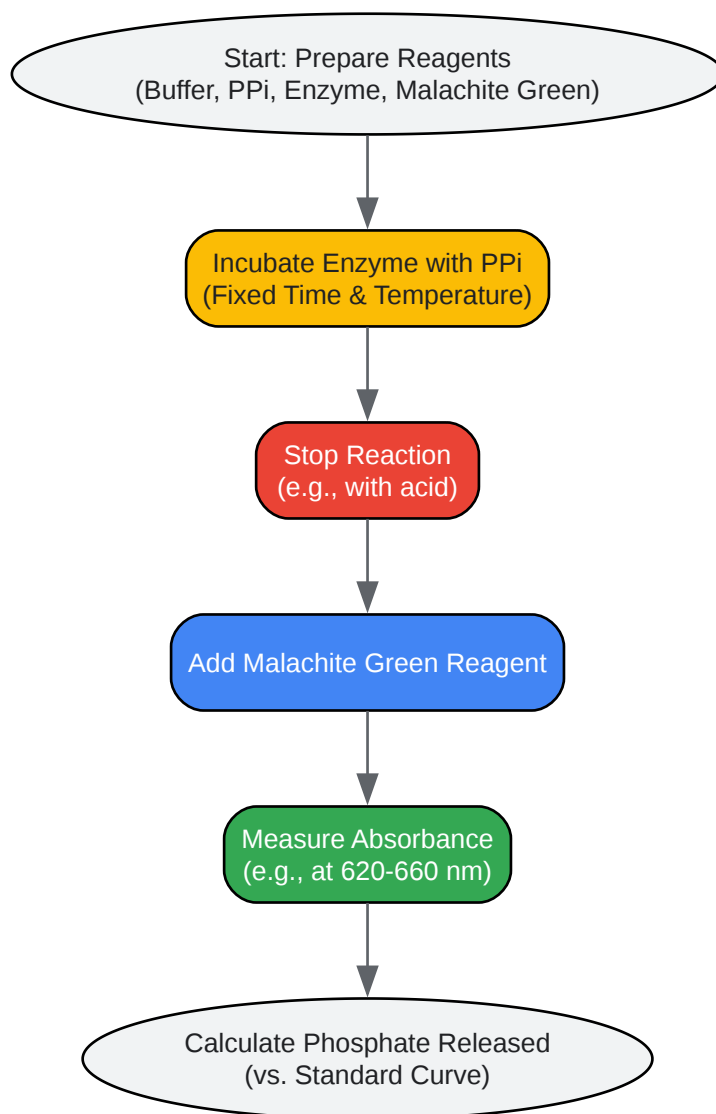 Start: Prepare Reagents
(Buffer, PPi, Enzyme, Malachite Green)
Incubate Enzyme with PPi
(Fixed Time & Temperature)
Stop Reaction
(e.g., with acid)
Add Malachite Green Reagent
Measure Absorbance
(e.g., at 620-660 nm)
Calculate Phosphate Released
(vs. Standard Curve)